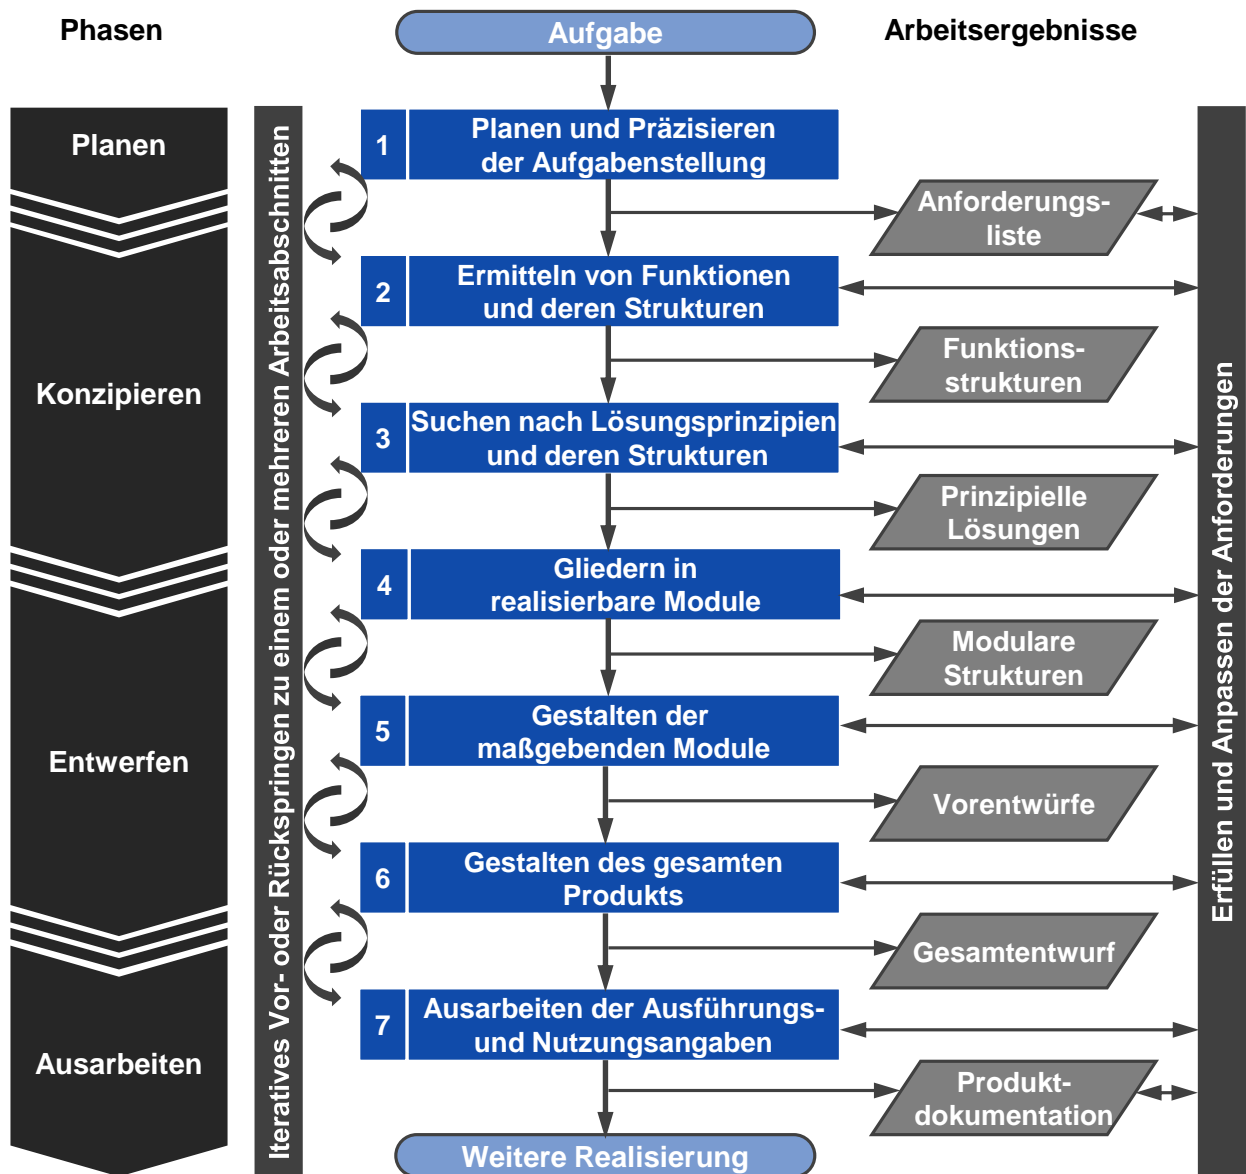 Phasen
Aufgabe
Arbeitsergebnisse
Planen
Konzipieren
Entwerfen
Ausarbeiten
Iteratives Vor- oder Rückspringen zu einem oder mehreren Arbeitsabschnitten
1
Planen und Präzisieren
der Aufgabenstellung
Anforderungs-
liste
2
Ermitteln von Funktionen
und deren Strukturen
Funktions-
strukturen
3
Suchen nach Lösungsprinzipien
und deren Strukturen
Prinzipielle
Lösungen
4
Gliedern in
realisierbare Module
Modulare
Strukturen
5
Gestalten der
maßgebenden Module
Vorentwürfe
6
Gestalten des gesamten
Produkts
Gesamtentwurf
7
Ausarbeiten der Ausführungs-
und Nutzungsangaben
Produkt-
dokumentation
Weitere Realisierung
Erfüllen und Anpassen der Anforderungen